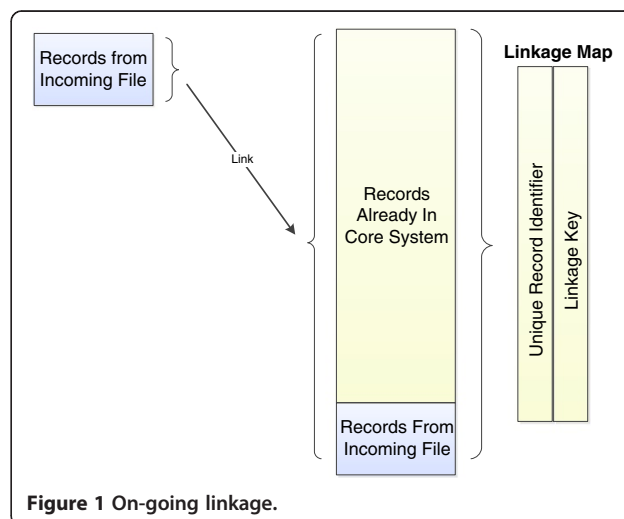 Records from
Incoming File
Link
Records
Already In
Core System
Records From
Incoming File
Linkage Map
Unique Record Identifier
Linkage Key
Figure 1 On-going linkage.